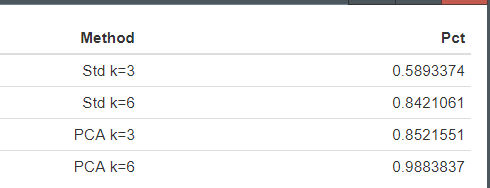 Method Pct
Std k=3 0.5893374
Std k=6 0.8421061
PCA k=3 0.8521551
PCA k=6 0.9883837